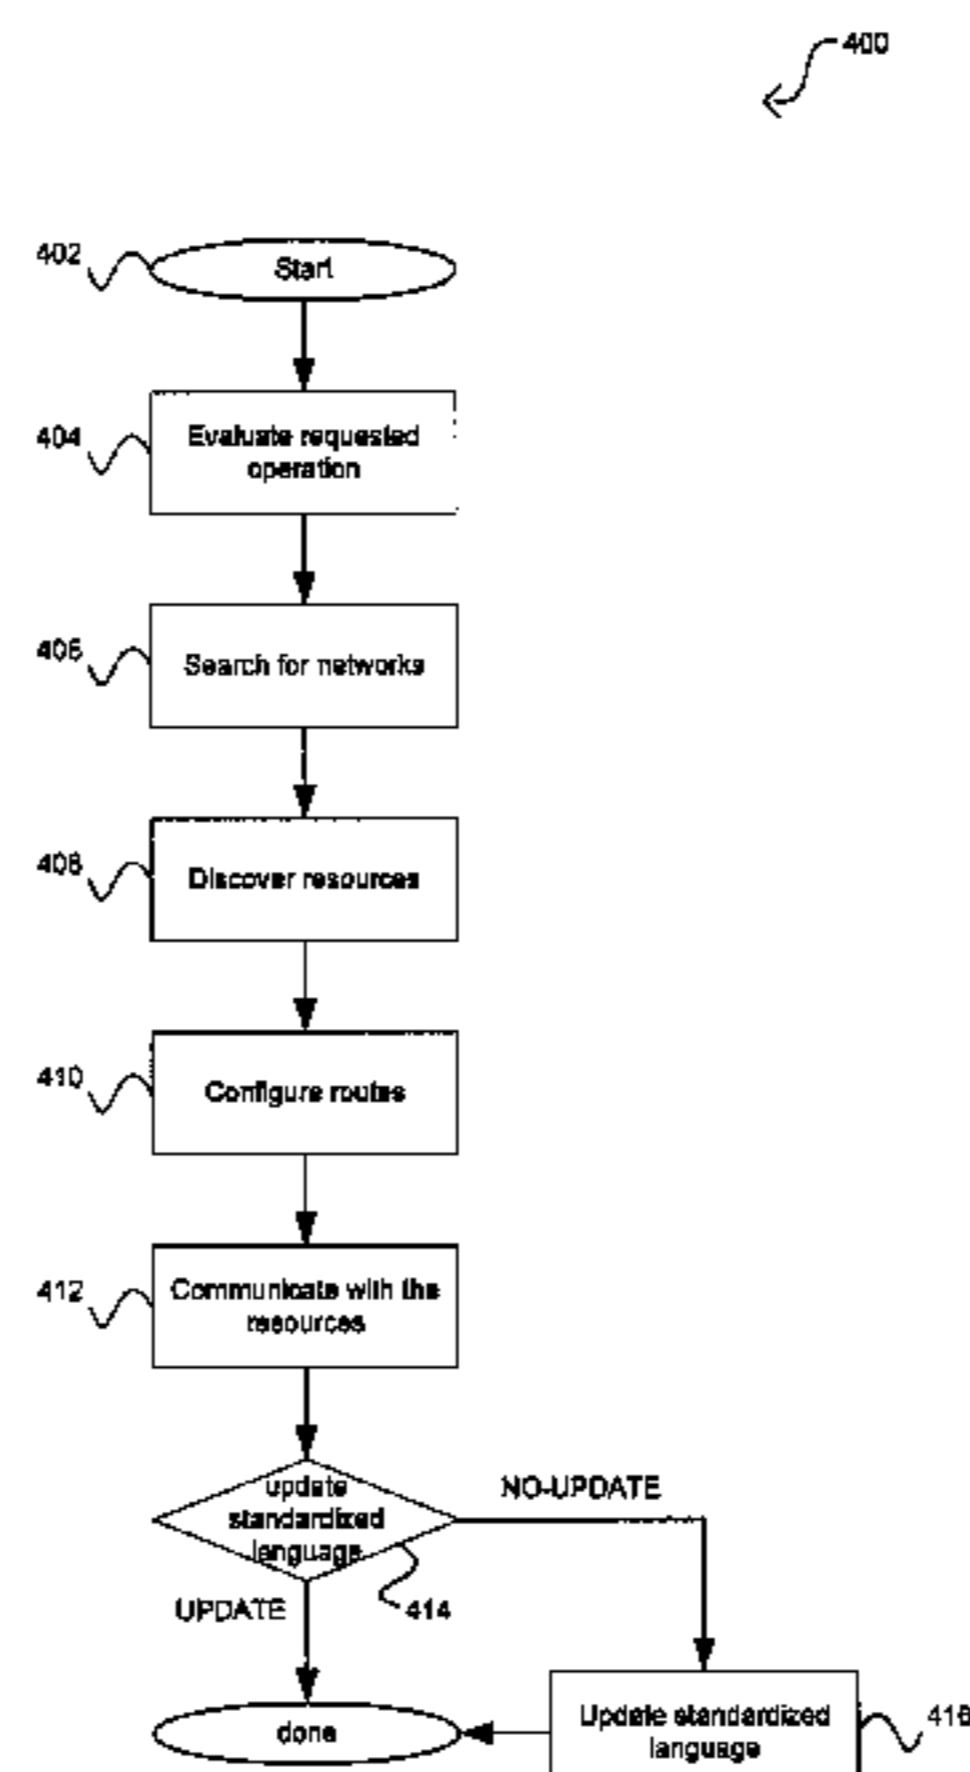 400
402
Start
404
Evaluate requested
operation
406
Search for networks
408
Discover resources
410
Configure routes
412
Communicate with the
resources
update
standardized
language
NO-UPDATE
UPDATE
414
done
Update standardized
language
416